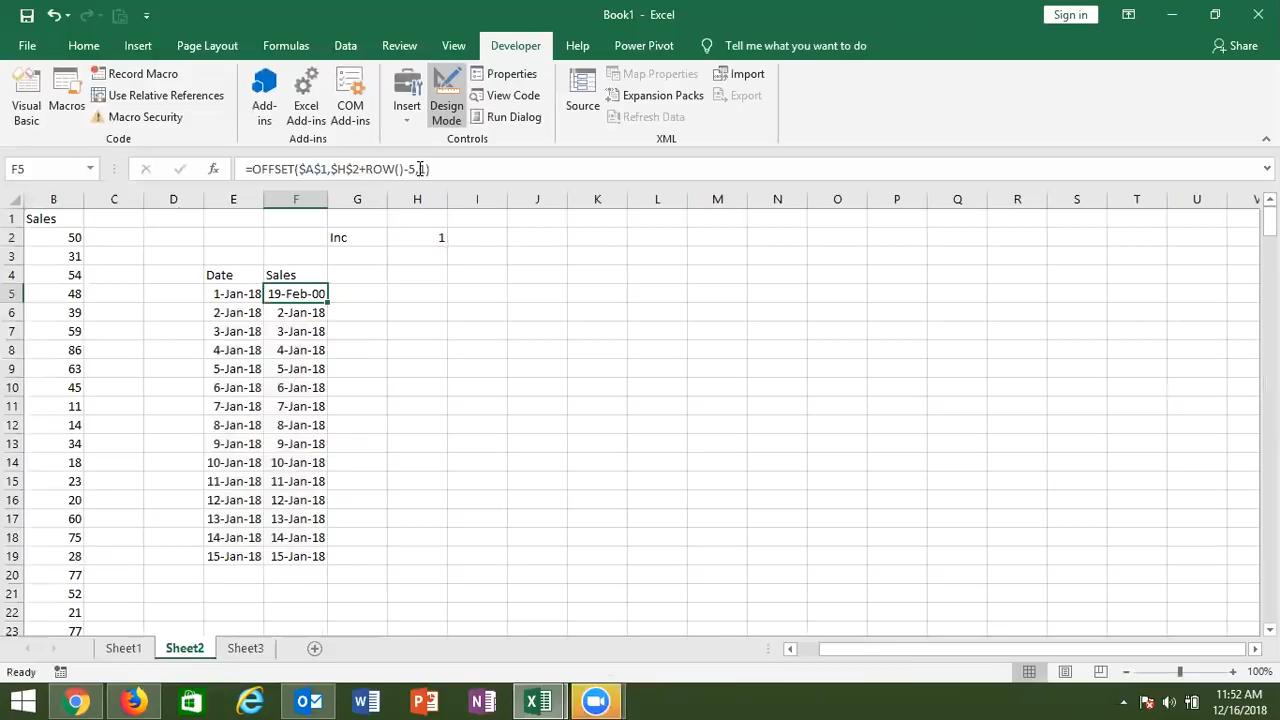 Book1 - Excel
Sign in
File Home Insert Page Layout Formulas Data Review View Developer Help Power Pivot Tell me what you want to do Share
Visual Basic
Macros
Record Macro
Use Relative References
Macro Security
Code
Add-ins
Excel Add-ins
COM Add-ins
Add-ins
Insert
Design Mode
Properties
View Code
Run Dialog
Controls
Source
Map Properties
Expansion Packs
Refresh Data
Import
Export
XML
F5 fx =OFFSET($A$1,$H$2+ROW()-5,1)
B C D E F G H I J K L M N O P Q R S T U V
1 Sales
2 50 Inc 1
3 31
4 54 Date Sales
5 48 1-Jan-18 19-Feb-00
6 39 2-Jan-18 2-Jan-18
7 59 3-Jan-18 3-Jan-18
8 86 4-Jan-18 4-Jan-18
9 63 5-Jan-18 5-Jan-18
10 45 6-Jan-18 6-Jan-18
11 11 7-Jan-18 7-Jan-18
12 14 8-Jan-18 8-Jan-18
13 34 9-Jan-18 9-Jan-18
14 18 10-Jan-18 10-Jan-18
15 23 11-Jan-18 11-Jan-18
16 20 12-Jan-18 12-Jan-18
17 60 13-Jan-18 13-Jan-18
18 75 14-Jan-18 14-Jan-18
19 28 15-Jan-18 15-Jan-18
20 77
21 52
22 21
23 77
Sheet1 Sheet2 Sheet3
Ready 100%
11:52 AM
12/16/2018